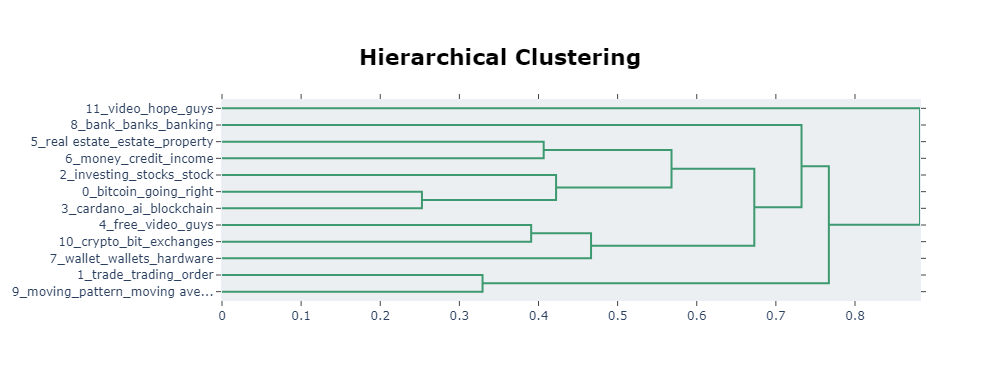 Hierarchical Clustering
11_video_hope_guys
8_bank_banks_banking
5_real estate_estate_property
6_money_credit_income
2_investing_stocks_stock
0_bitcoin_going_right
3_cardano_ai_blockchain
4_free_video_guys
10_crypto_bit_exchanges
7_wallet_wallets_hardware
1_trade_trading_order
9_moving_pattern_moving ave...
0 0.1 0.2 0.3 0.4 0.5 0.6 0.7 0.8